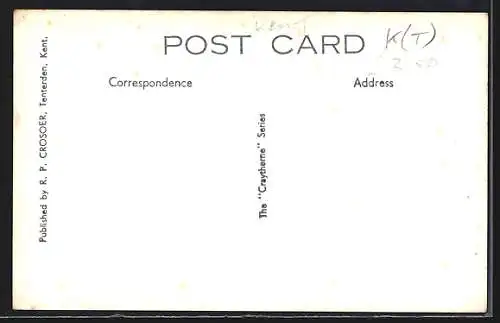 POST CARD
K(T)
Correspondence
Address
Published by R. P. CROSOER, Tenterden, Kent.
The "Craytherne" Series